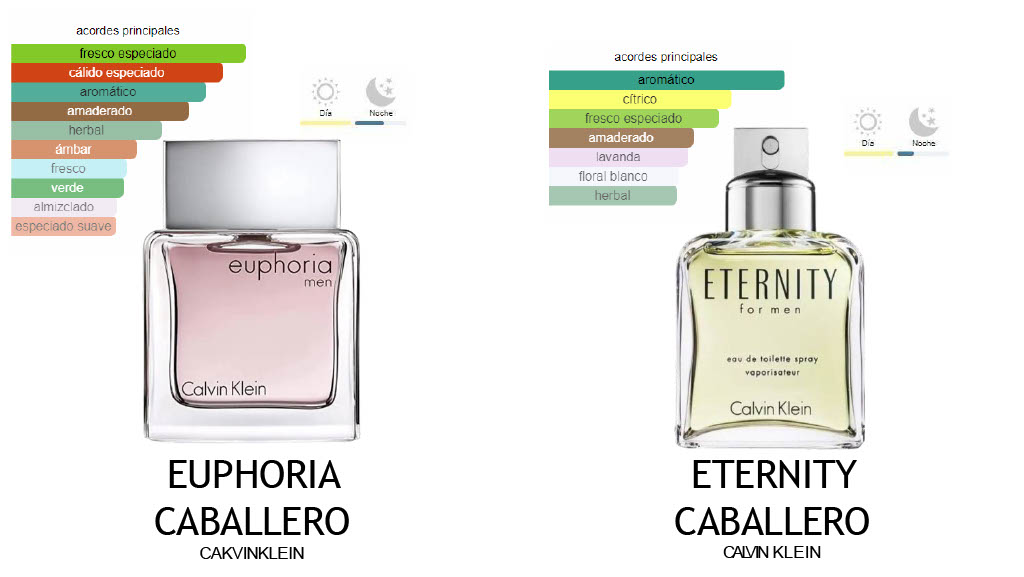 acordes principales
fresco especiado
cálido especiado
aromático
amaderado
herbal
ámbar
fresco
verde
almizclado
especiado suave
Día
Noche
euphoria
men
Calvin Klein
EUPHORIA
CABALLERO
CAKVINKLEIN
acordes principales
aromático
cítrico
fresco especiado
amaderado
lavanda
floral blanco
herbal
Día
Noche
ETERNITY
for men
eau de toilette spray
vaporisateur
Calvin Klein
ETERNITY
CABALLERO
CALVIN KLEIN